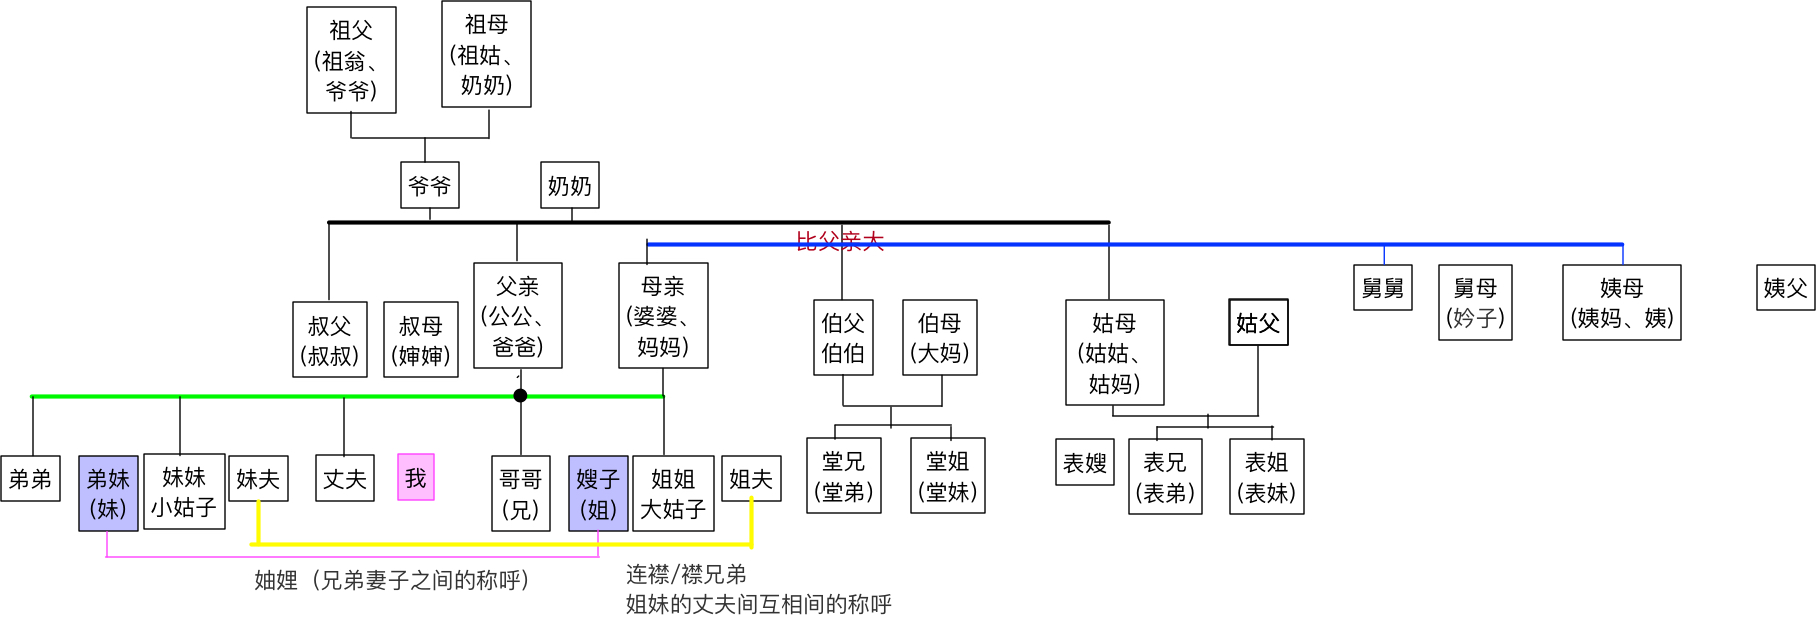 祖父
(祖翁、
爷爷)
祖母
(祖姑、
奶奶)
爷爷
奶奶
比父亲大
叔父
(叔叔)
叔母
(婶婶)
父亲
(公公、
爸爸)
母亲
(婆婆、
妈妈)
伯父
伯伯
伯母
(大妈)
姑母
(姑姑、
姑妈)
姑父
舅舅
舅母
(妗子)
姨母
(姨妈、姨)
姨父
弟弟
弟妹
(妹)
妹妹
小姑子
妹夫
丈夫
我
哥哥
(兄)
嫂子
(姐)
姐姐
大姑子
姐夫
堂兄
(堂弟)
堂姐
(堂妹)
表嫂
表兄
(表弟)
表姐
(表妹)
妯娌（兄弟妻子之间的称呼）
连襟/襟兄弟
姐妹的丈夫间互相间的称呼